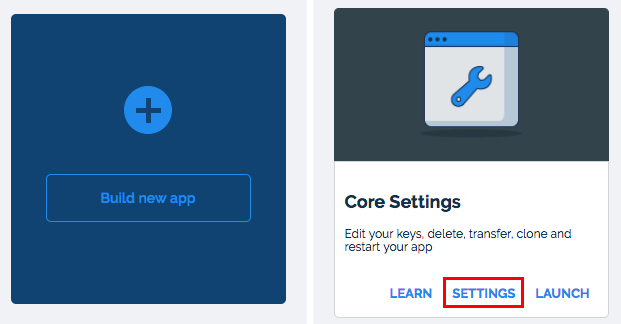 Build new app
Core Settings
Edit your keys, delete, transfer, clone and
restart your app
LEARN SETTINGS LAUNCH